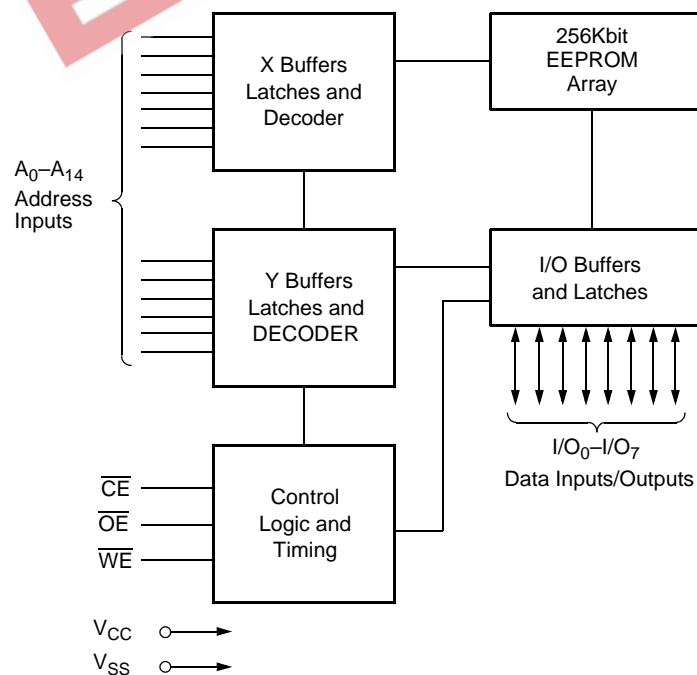 X Buffers
Latches and
Decoder
256Kbit
EEPROM
Array
A0–A14
Address
Inputs
Y Buffers
Latches and
DECODER
I/O Buffers
and Latches
I/O0–I/O7
Data Inputs/Outputs
CE
OE
WE
Control
Logic and
Timing
VCC
VSS